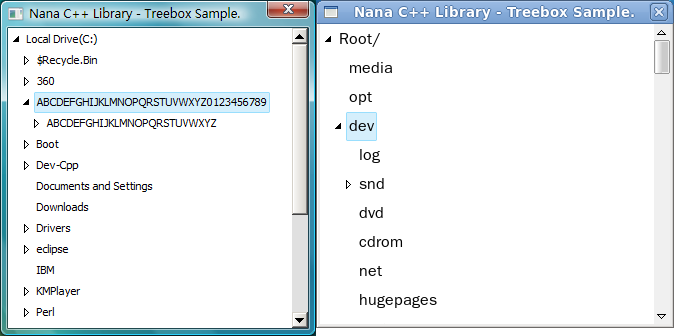 Nana C++ Library - Treebox Sample.
Local Drive(C:)
$Recycle.Bin
360
ABCDEFGHIJKLMNOPQRSTUVWXYZ0123456789
ABCDEFGHIJKLMNOPQRSTUVWXYZ
Boot
Dev-Cpp
Documents and Settings
Downloads
Drivers
eclipse
IBM
KMPlayer
Perl
Nana C++ Library - Treebox Sample.
Root/
media
opt
dev
log
snd
dvd
cdrom
net
hugepages